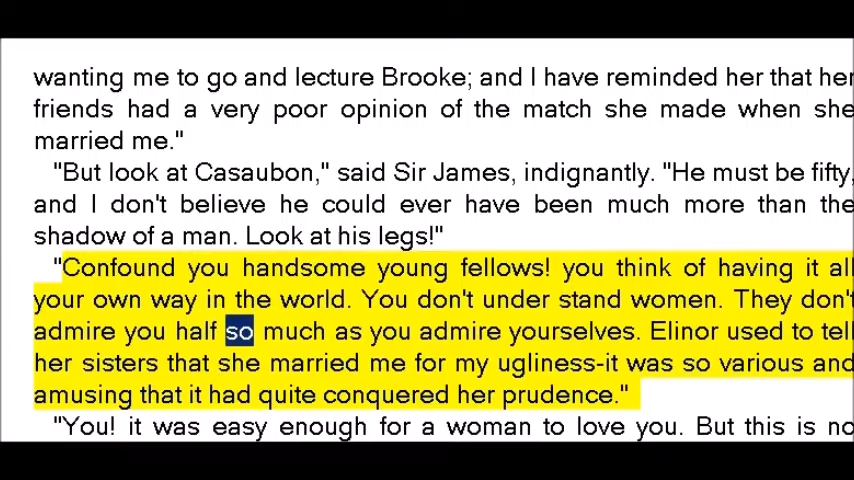 wanting me to go and lecture Brooke; and I have reminded her that her
friends had a very poor opinion of the match she made when she
married me."
"But look at Casaubon," said Sir James, indignantly. "He must be fifty,
and I don't believe he could ever have been much more than the
shadow of a man. Look at his legs!"
"Confound you handsome young fellows! you think of having it all
your own way in the world. You don't under stand women. They don't
admire you half so much as you admire yourselves. Elinor used to tell
her sisters that she married me for my ugliness-it was so various and
amusing that it had quite conquered her prudence."
"You! it was easy enough for a woman to love you. But this is no